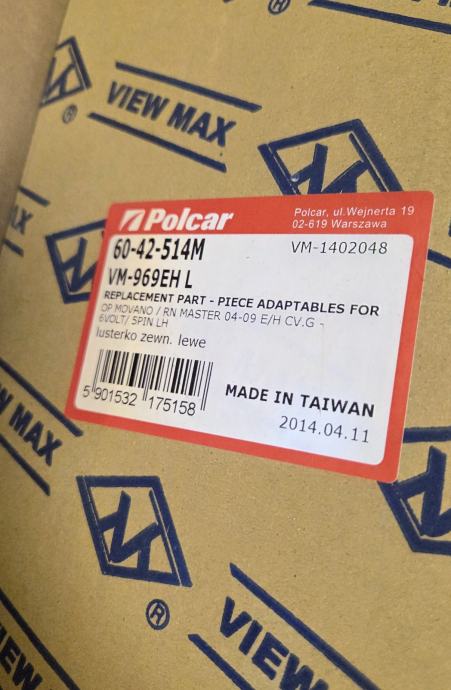 VIEW MAX
®
®
Polcar
Polcar, ul.Wejnerta 19
02-619 Warszawa
60-42-514M
VM-1402048
VM-969EH L
REPLACEMENT PART - PIECE ADAPTABLES FOR
OP MOVANO / RN MASTER 04-09 E/H CV.G -
6VOLT/ 5PIN LH
lusterko zewn. lewe
5 901532 175158
MADE IN TAIWAN
2014.04.11
MAX
®
VIEW MAX
VIEW